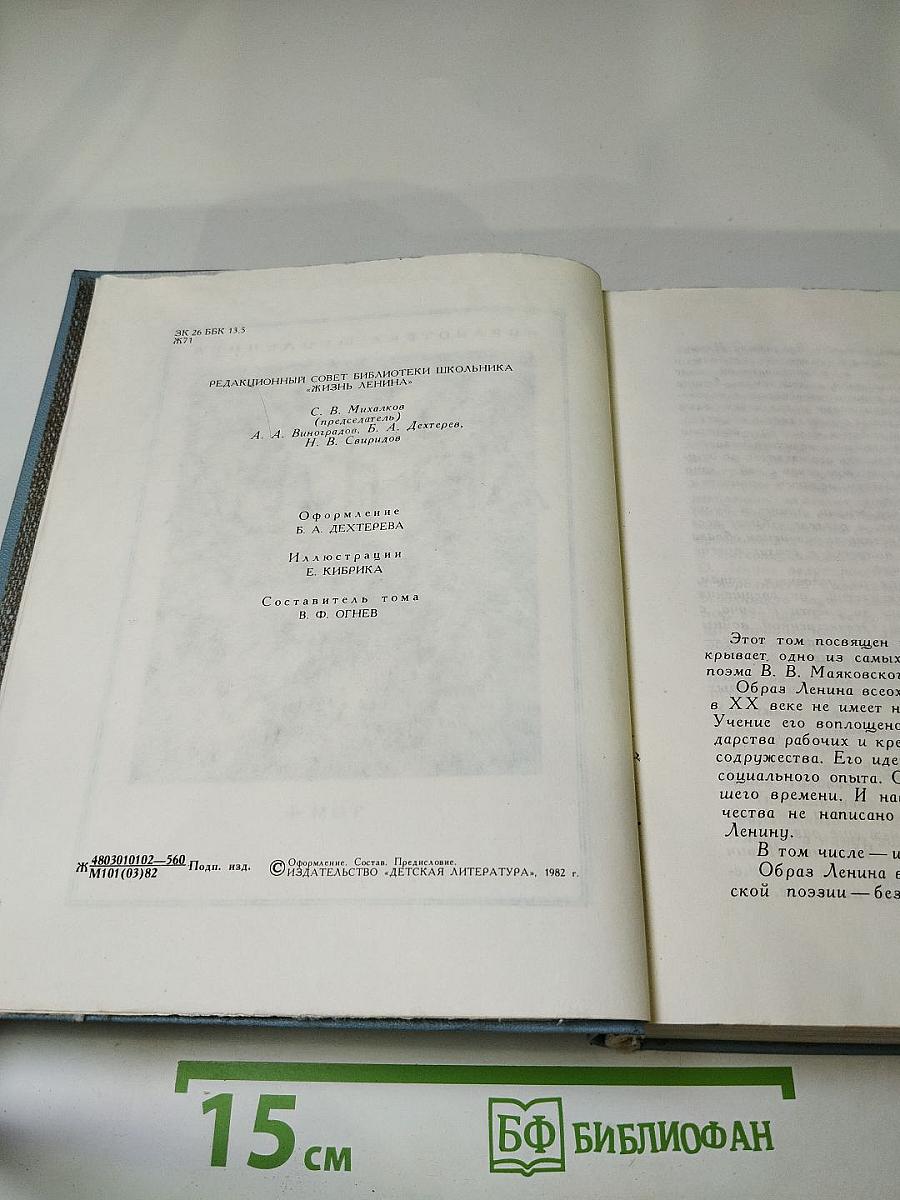 ЗК 26 ББК 13.5
Ж71
РЕДАКЦИОННЫЙ СОВЕТ БИБЛИОТЕКИ ШКОЛЬНИКА
«ЖИЗНЬ ЛЕНИНА»
С. В. Михалков
(председатель)
А. А. Виноградов, Б. А. Дехтерев,
Н. В. Свиридов
Оформление
Б. А. ДЕХТЕРЕВА
Иллюстрации
Е. КИБРИКА
Составитель тома
В. Ф. ОГНЕВ
Ж 4803010102—560 Подп. изд.
М101(03)82
© Оформление. Состав. Предисловие.
ИЗДАТЕЛЬСТВО «ДЕТСКАЯ ЛИТЕРАТУРА», 1982 г.
Этот том посвящен
крывает одно из самых
поэма В. В. Маяковског
Образ Ленина всеох
в XX веке не имеет н
Учение его воплощено
дарства рабочих и кре
содружества. Его иде
социального опыта. С
шего времени. И на
чества не написано
Ленину.
В том числе — и
Образ Ленина в
ской поэзии — без
15 см
БФ БИБЛИОФАН